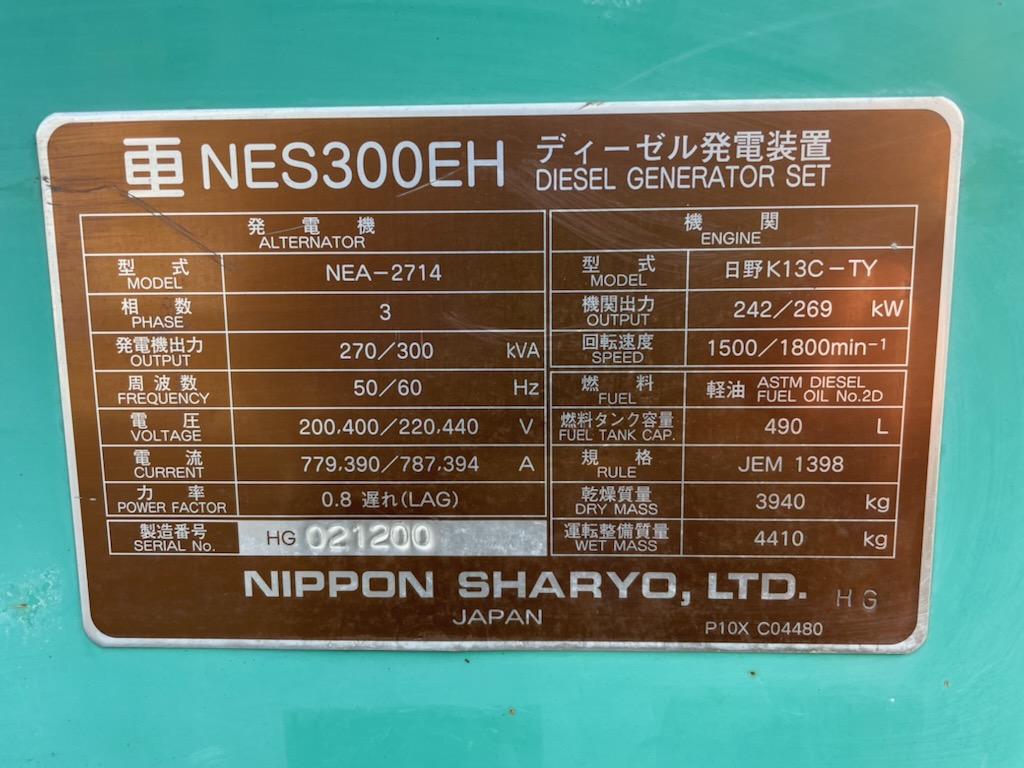 NES300EH ディーゼル発電装置
DIESEL GENERATOR SET
発電機
ALTERNATOR
型式 MODEL NEA-2714
相数 PHASE 3
発電機出力 OUTPUT 270/300 kVA
周波数 FREQUENCY 50/60 Hz
電圧 VOLTAGE 200,400/220,440 V
電流 CURRENT 779,390/787,394 A
力率 POWER FACTOR 0.8 遅れ(LAG)
製造番号 SERIAL No. HG 021200
機関
ENGINE
型式 MODEL 日野K13C-TY
機関出力 OUTPUT 242/269 kW
回転速度 SPEED 1500/1800min⁻¹
燃料 FUEL 軽油 ASTM DIESEL FUEL OIL No.2D
燃料タンク容量 FUEL TANK CAP. 490 L
規格 RULE JEM 1398
乾燥質量 DRY MASS 3940 kg
運転整備質量 WET MASS 4410 kg
NIPPON SHARYO, LTD. HG
JAPAN
P10X C04480